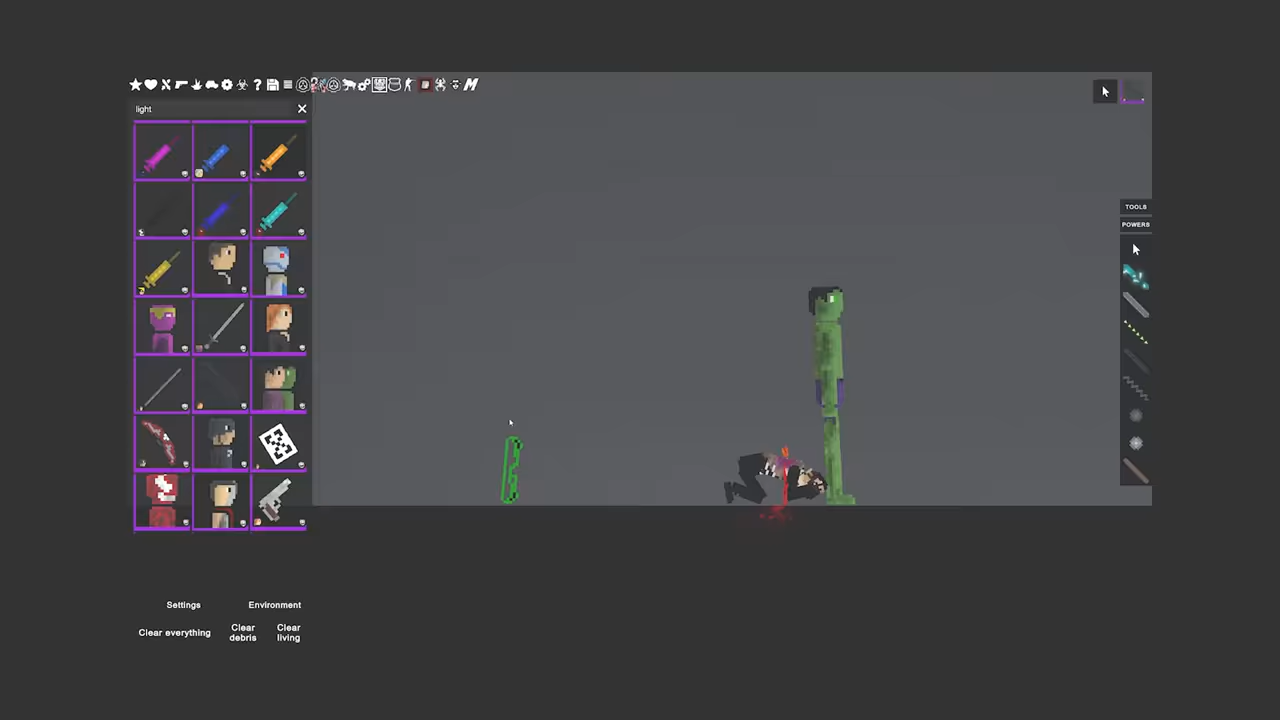 light
TOOLS
POWERS
Settings
Environment
Clear everything
Clear debris
Clear living